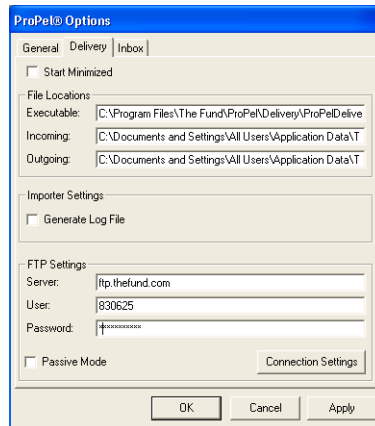 ProPel® Options
General Delivery Inbox
Start Minimized
File Locations
Executable: C:\Program Files\The Fund\ProPel\Delivery\ProPelDelive
Incoming: C:\Documents and Settings\All Users\Application Data\T
Outgoing: C:\Documents and Settings\All Users\Application Data\T
Importer Settings
Generate Log File
FTP Settings
Server: ftp.thefund.com
User: 830625
Password: **********
Passive Mode Connection Settings
OK Cancel Apply